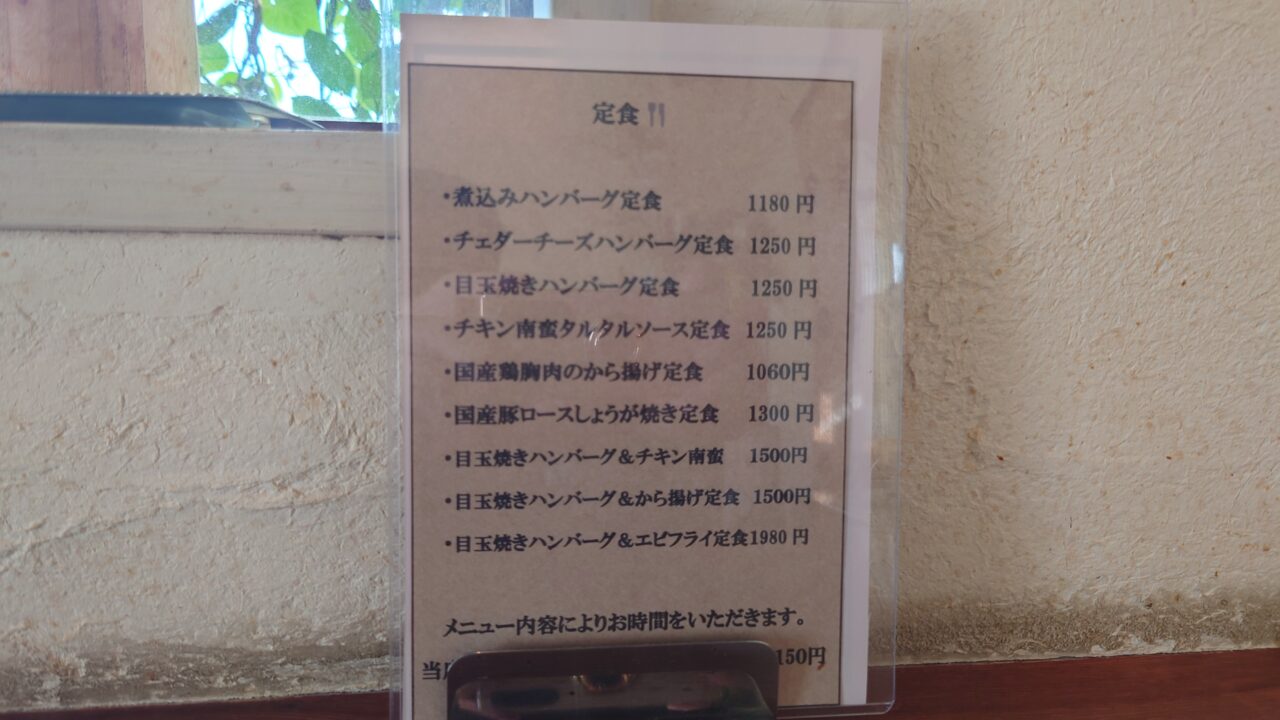 定食
・煮込みハンバーグ定食 1180円
・チェダーチーズハンバーグ定食 1250円
・目玉焼きハンバーグ定食 1250円
・チキン南蛮タルタルソース定食 1250円
・国産鶏胸肉のから揚げ定食 1060円
・国産豚ロースしょうが焼き定食 1300円
・目玉焼きハンバーグ＆チキン南蛮 1500円
・目玉焼きハンバーグ＆から揚げ定食 1500円
・目玉焼きハンバーグ＆エビフライ定食1980円
メニュー内容によりお時間をいただきます。
当 150円